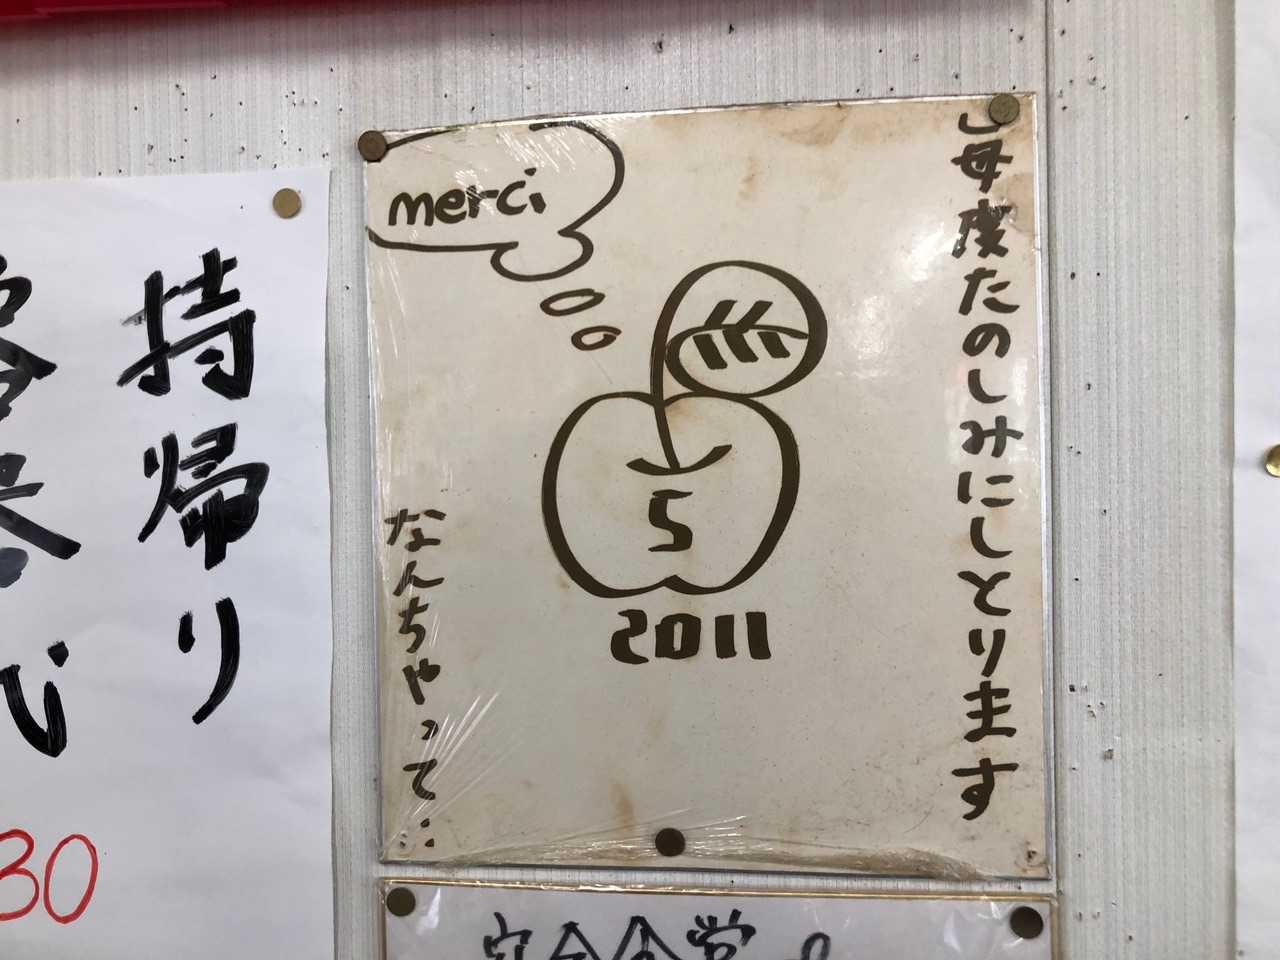 毎度たのしみにしとります
merci
5
2011
なんちゃって…
持帰り
30